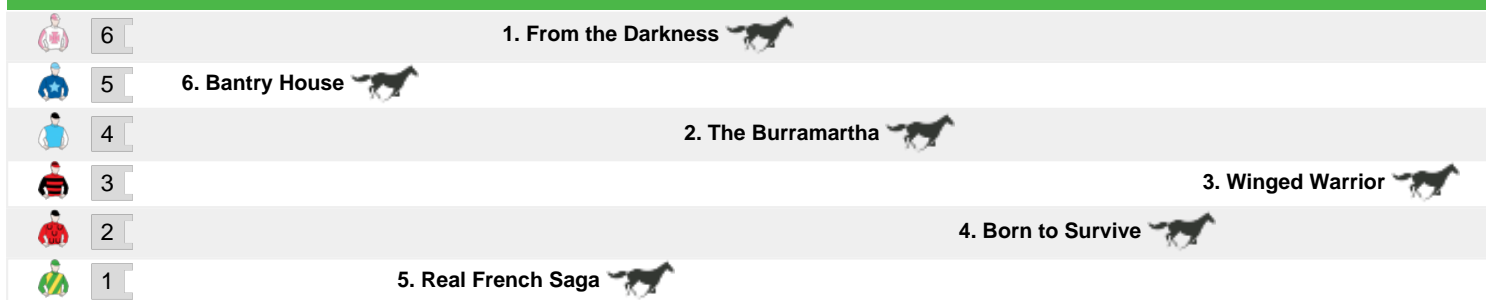 6 1. From the Darkness
5 6. Bantry House
4 2. The Burramartha
3 3. Winged Warrior
2 4. Born to Survive
1 5. Real French Saga